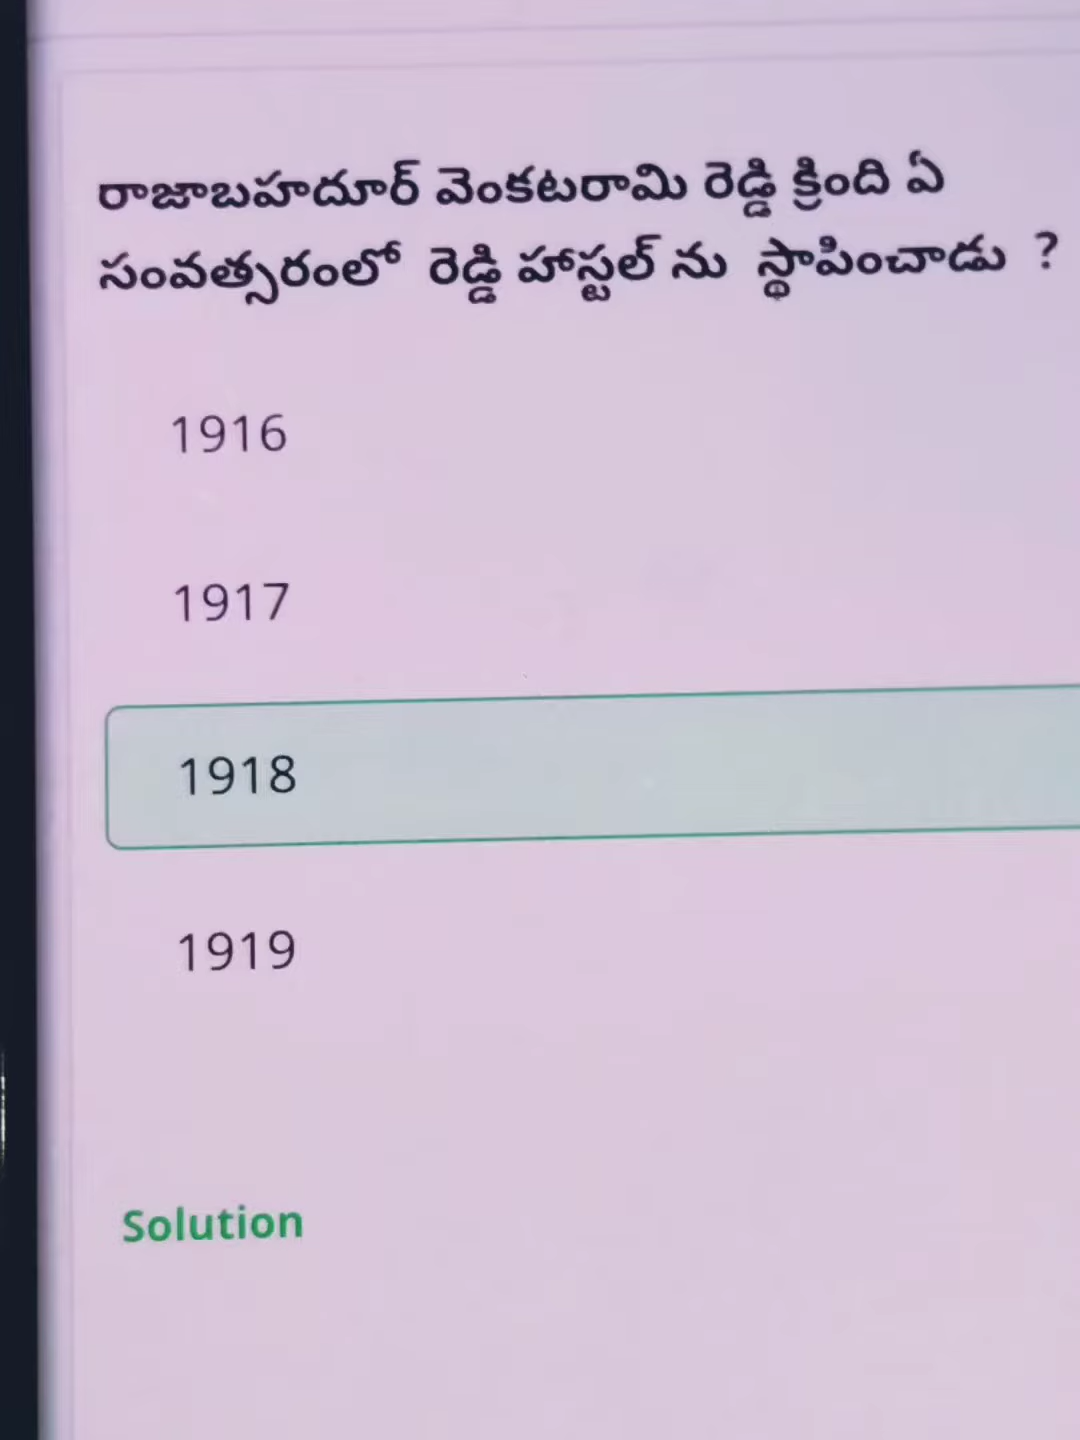 రాజాబహదూర్ వెంకటరామి రెడ్డి క్రింది ఏ
సంవత్సరంలో రెడ్డి హాస్టల్ ను స్థాపించాడు ?
1916
1917
1918
1919
Solution